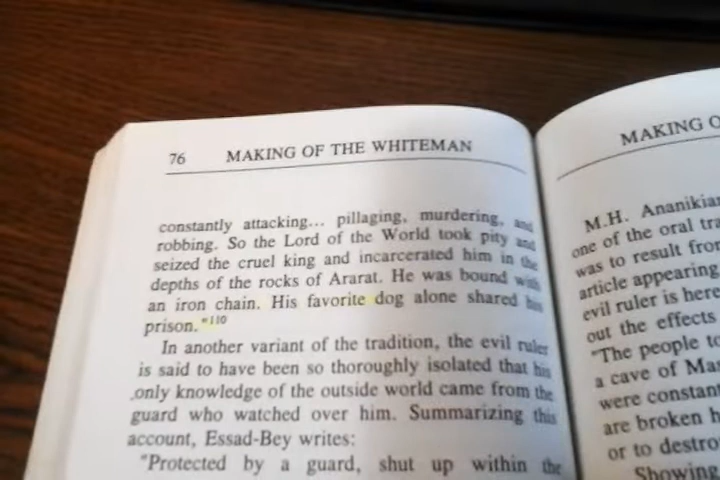 76 MAKING OF THE WHITEMAN
constantly attacking... pillaging, murdering, and
robbing. So the Lord of the World took pity and
seized the cruel king and incarcerated him in the
depths of the rocks of Ararat. He was bound with
an iron chain. His favorite dog alone shared his
prison."110
In another variant of the tradition, the evil ruler
is said to have been so thoroughly isolated that his
only knowledge of the outside world came from the
guard who watched over him. Summarizing this
account, Essad-Bey writes:
"Protected by a guard, shut up within the
MAKING
M.H. Ananikian
one of the oral
was to result from
article appearing
evil ruler is here
out the effects
"The people to
a cave of
were
are broken
or to
Showing